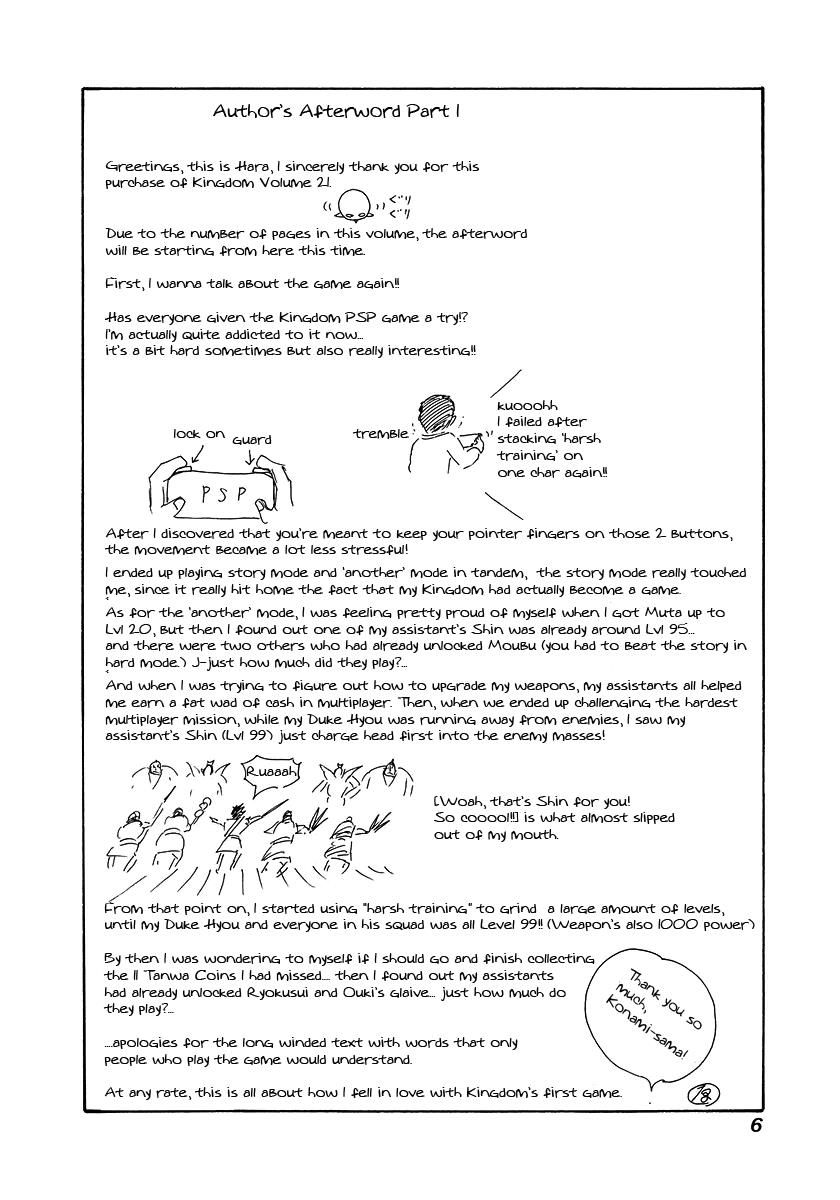 Author's Afterword Part 1
Greetings, this is Hara, I sincerely thank you for this
purchase of Kingdom Volume 21.
ペコリ
ペコリ
Due to the number of pages in this volume, the afterword
will be starting from here this time.
First, I wanna talk about the game again!!
Has everyone given the Kingdom PSP game a try!?
I'm actually quite addicted to it now...
it's a bit hard sometimes but also really interesting!!
kuooohh
I failed after
stacking 'harsh
training' on
one char again!!
tremble
lock on
guard
PSP
After I discovered that you're meant to keep your pointer fingers on those 2 buttons,
the movement became a lot less stressful!
I ended up playing story mode and 'another' mode in tandem, the story mode really touched
me, since it really hit home the fact that my Kingdom had actually become a game.
As for the 'another' mode, I was feeling pretty proud of myself when I got Muta up to
Lvl 20, but then I found out one of my assistant's Shin was already around Lvl 95...
and there were two others who had already unlocked Moubu (you had to beat the story in
hard mode.) J-just how much did they play?...
And when I was trying to figure out how to upgrade my weapons, my assistants all helped
me earn a fat wad of cash in multiplayer. Then, when we ended up challenging the hardest
multiplayer mission, while my Duke Hyou was running away from enemies, I saw my
assistant's Shin (Lvl 99) just charge head first into the enemy masses!
Ruaaah
[Woah, that's Shin for you!
So cooool!!] is what almost slipped
out of my mouth.
From that point on, I started using "harsh training" to grind a large amount of levels,
until my Duke Hyou and everyone in his squad was all Level 99!! (Weapon's also 1000 power)
By then I was wondering to myself if I should go and finish collecting
the 11 Tanwa Coins I had missed.... then I found out my assistants
had already unlocked Ryokusui and Ouki's Glaive... just how much do
they play?...
Thank you so
much,
Konami-sama!
....apologies for the long winded text with words that only
people who play the game would understand.
At any rate, this is all about how I fell in love with Kingdom's first game.
6